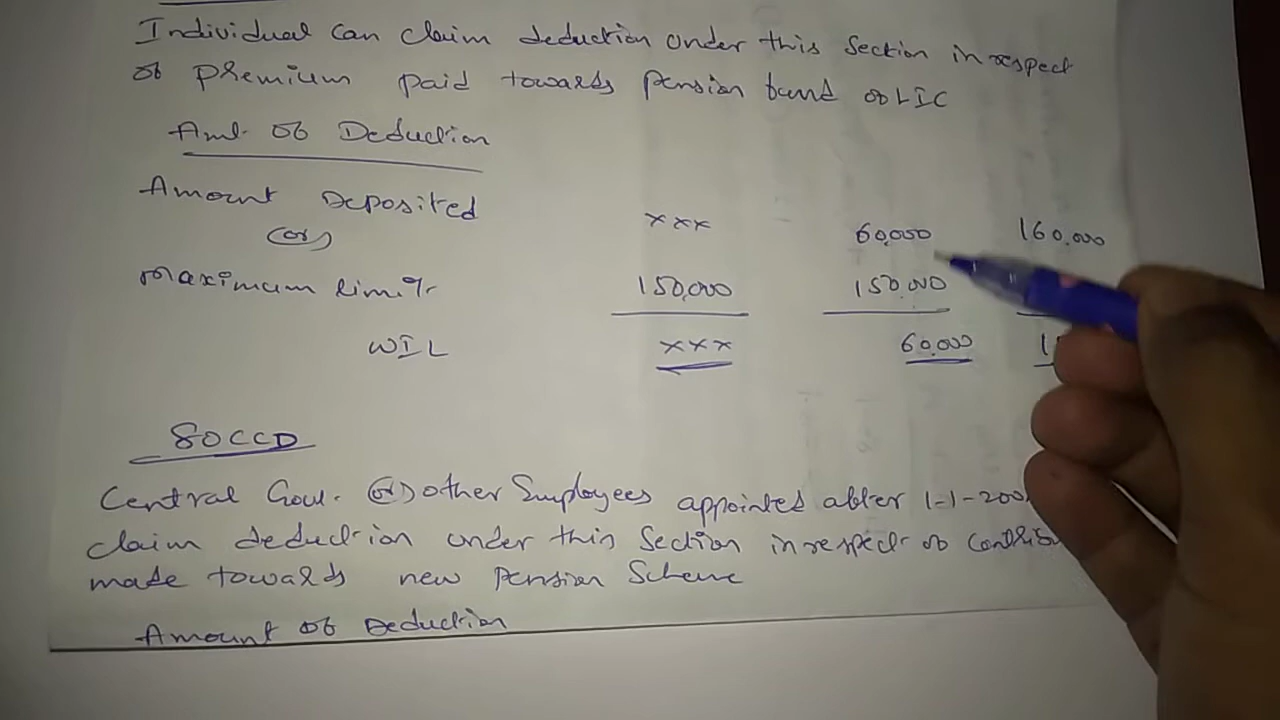 Individual can claim deduction under this section in respect
of premium paid towards pension fund of LIC
Amt. of Deduction
Amount Deposited xxx 60,000 160,000
(or)
Maximum limit 150,000 150,000
WIL xxx 60,000
80CCD
Central Govt. (or) other Employees appointed after 1-1-200
claim deduction under this section in respect of
made towards new pension scheme
Amount of Deduction